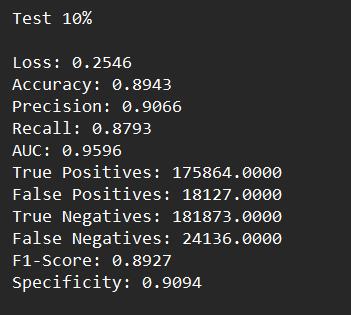 Test 10%
Loss: 0.2546
Accuracy: 0.8943
Precision: 0.9066
Recall: 0.8793
AUC: 0.9596
True Positives: 175864.0000
False Positives: 18127.0000
True Negatives: 181873.0000
False Negatives: 24136.0000
F1-Score: 0.8927
Specificity: 0.9094